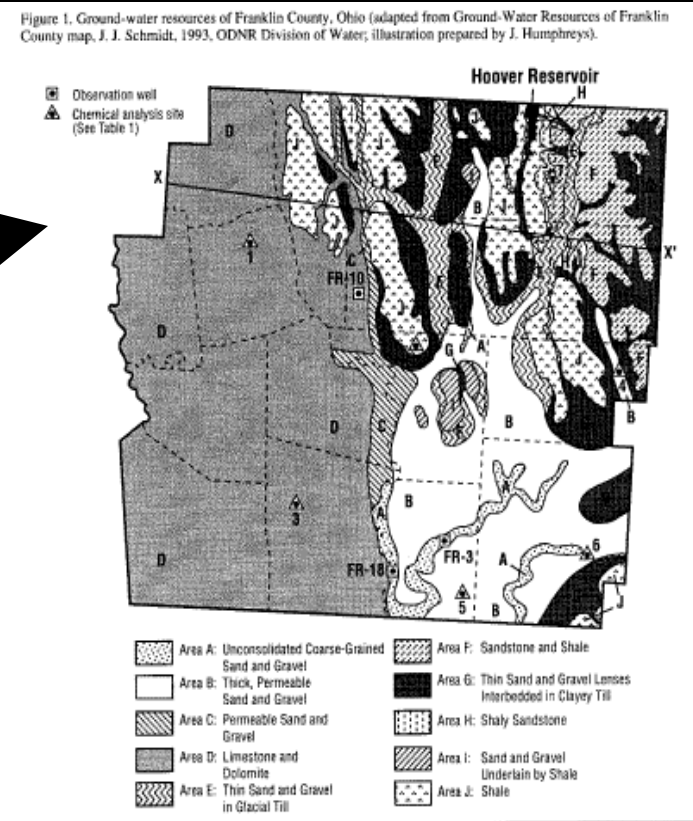 Figure 1. Ground-water resources of Franklin County, Ohio (adapted from Ground-Water Resources of Franklin
County map, J. J. Schmidt, 1993, ODNR Division of Water; illustration prepared by J. Humphreys).
Hoover Reservoir
Observation well
Chemical analysis site
(See Table 1)
H
D
J
J
J
E
F
X
B
J
J
X'
1
C
FR-10
E
F
J
D
G
A
J
4
B
D
C
B
F
B
A
A
3
FR-3
A
6
D
FR-18
5
B
J
Area A: Unconsolidated Coarse-Grained
Sand and Gravel
Area B: Thick, Permeable
Sand and Gravel
Area C: Permeable Sand and
Gravel
Area D: Limestone and
Dolomite
Area E: Thin Sand and Gravel
in Glacial Till
Area F: Sandstone and Shale
Area G: Thin Sand and Gravel Lenses
Interbedded in Clayey Till
Area H: Shaly Sandstone
Area I: Sand and Gravel
Underlain by Shale
Area J: Shale